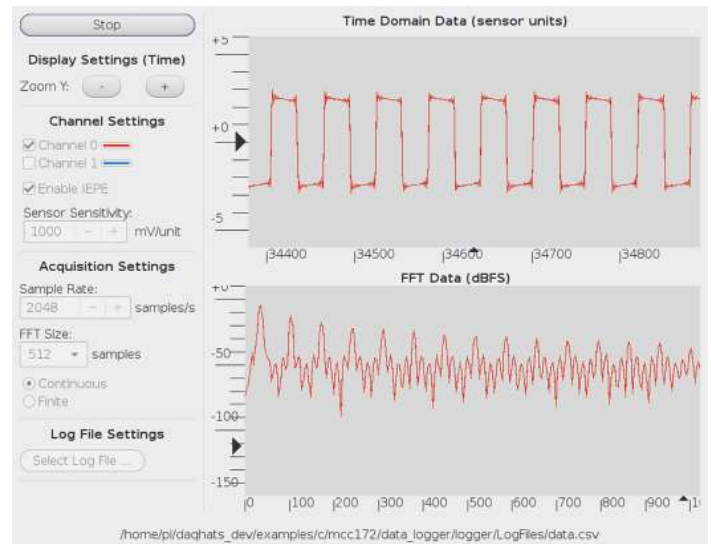 Stop
Display Settings (Time)
Zoom Y: - +
Channel Settings
Channel 0
Channel 1
Enable IEPE
Sensor Sensitivity:
1000 - + mV/unit
Acquisition Settings
Sample Rate:
2048 - + samples/s
FFT Size:
512 samples
Continuous
Finite
Log File Settings
Select Log File ...
Time Domain Data (sensor units)
+5
+0
-5
34400 34500 34600 34700 34800
FFT Data (dBFS)
+0
-50
-100
-150
0 100 200 300 400 500 600 700 800 900
/home/pi/daqhats_dev/examples/c/mcc172/data_logger/logger/LogFiles/data.csv